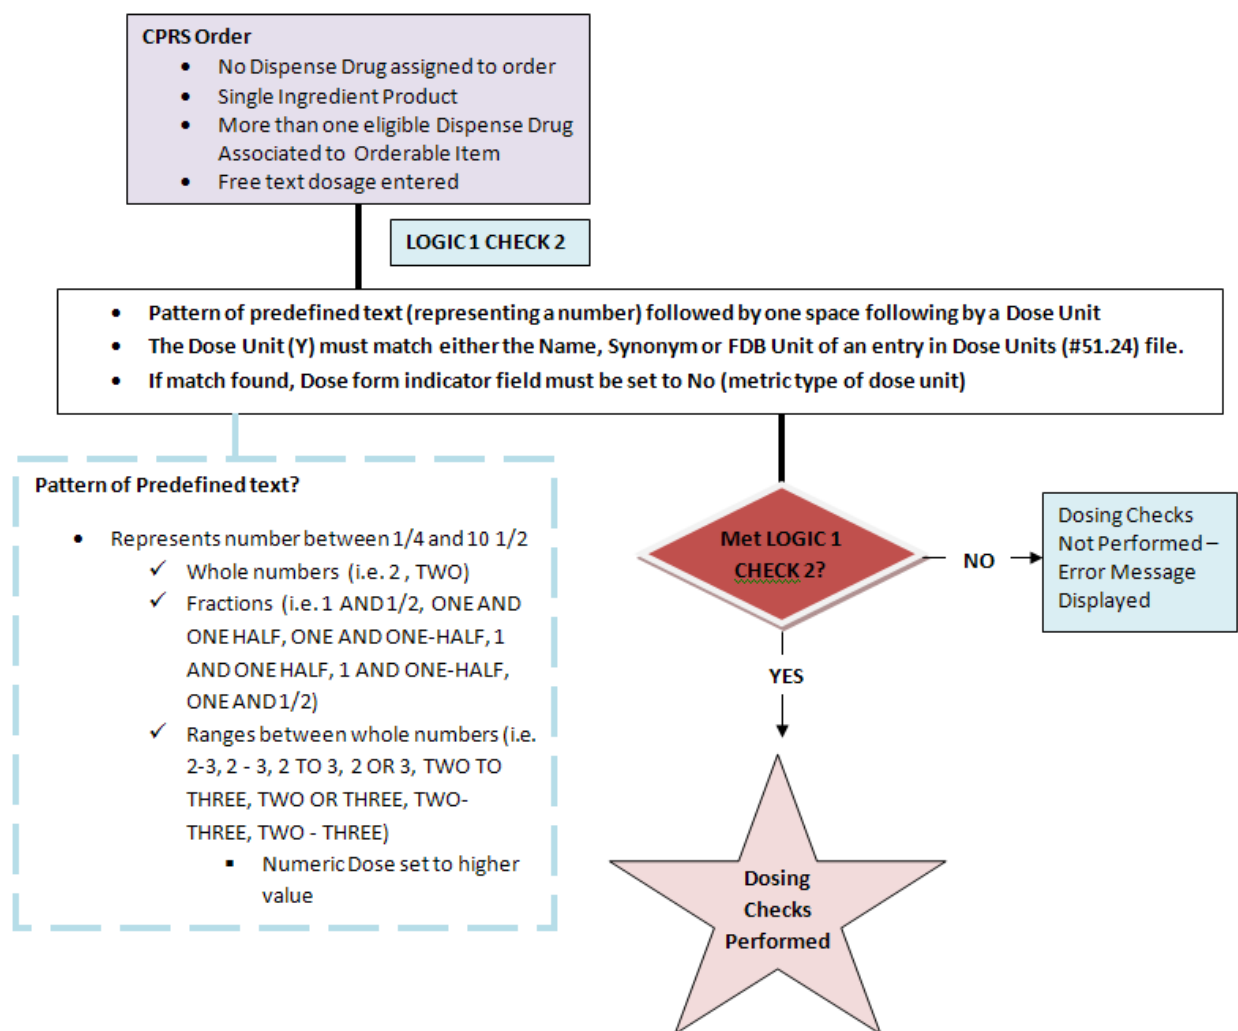 CPRS Order
• No Dispense Drug assigned to order
• Single Ingredient Product
• More than one eligible Dispense Drug
Associated to Orderable Item
• Free text dosage entered
LOGIC 1 CHECK 2
• Pattern of predefined text (representing a number) followed by one space following by a Dose Unit
• The Dose Unit (Y) must match either the Name, Synonym or FDB Unit of an entry in Dose Units (#51.24) file.
• If match found, Dose form indicator field must be set to No (metric type of dose unit)
Pattern of Predefined text?
• Represents number between 1/4 and 10 1/2
✓ Whole numbers (i.e. 2 , TWO)
✓ Fractions (i.e. 1 AND 1/2, ONE AND
ONE HALF, ONE AND ONE-HALF, 1
AND ONE HALF, 1 AND ONE-HALF,
ONE AND 1/2)
✓ Ranges between whole numbers (i.e.
2-3, 2 - 3, 2 TO 3, 2 OR 3, TWO TO
THREE, TWO OR THREE, TWO-
THREE, TWO - THREE)
▪ Numeric Dose set to higher
value
Met LOGIC 1
CHECK 2?
NO
Dosing Checks
Not Performed –
Error Message
Displayed
YES
Dosing
Checks
Performed